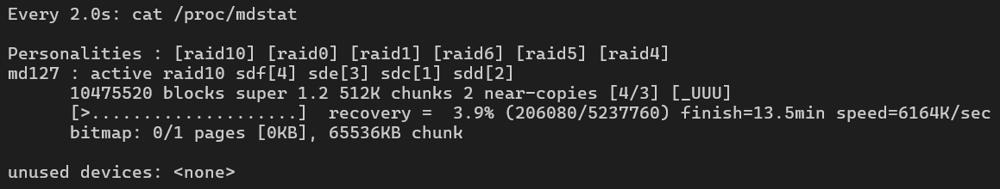 Every 2.0s: cat /proc/mdstat
Personalities : [raid10] [raid0] [raid1] [raid6] [raid5] [raid4]
md127 : active raid10 sdf[4] sde[3] sdc[1] sdd[2]
10475520 blocks super 1.2 512K chunks 2 near-copies [4/3] [_UUU]
[>....................]  recovery =  3.9% (206080/5237760) finish=13.5min speed=6164K/sec
bitmap: 0/1 pages [0KB], 65536KB chunk
unused devices: <none>